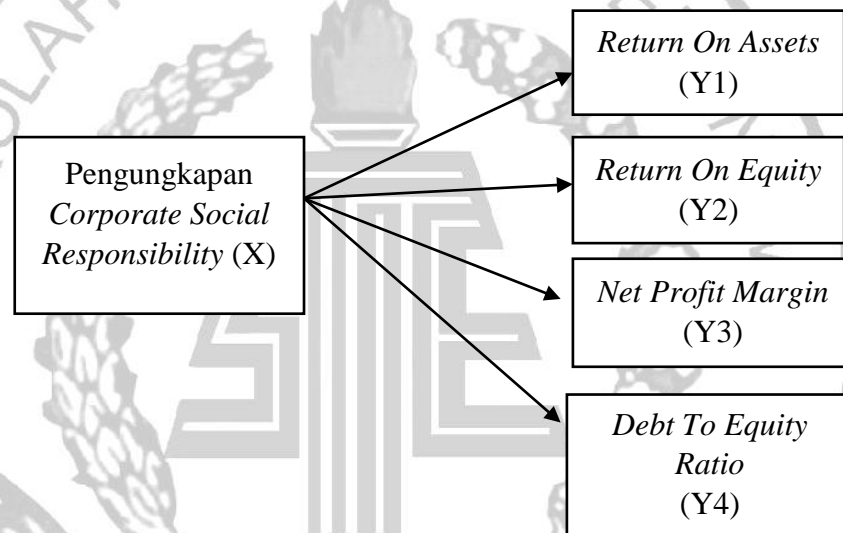 Return On Assets
(Y1)
Pengungkapan
Corporate Social
Responsibility (X)
Return On Equity
(Y2)
Net Profit Margin
(Y3)
Debt To Equity
Ratio
(Y4)